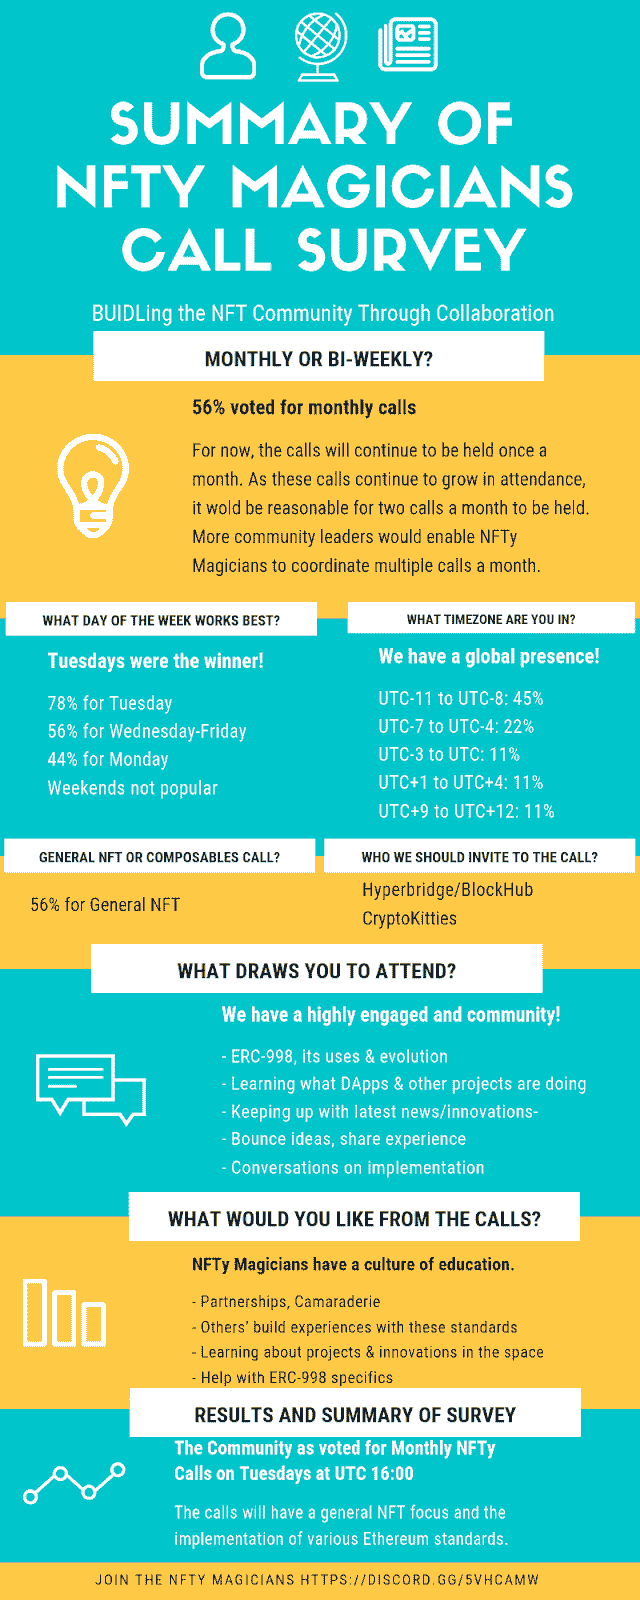 SUMMARY OF
NFTY MAGICIANS
CALL SURVEY
BUIDLing the NFT Community Through Collaboration
MONTHLY OR BI-WEEKLY?
56% voted for monthly calls
For now, the calls will continue to be held once a
month. As these calls continue to grow in attendance,
it wold be reasonable for two calls a month to be held.
More community leaders would enable NFTy
Magicians to coordinate multiple calls a month.
WHAT DAY OF THE WEEK WORKS BEST?
Tuesdays were the winner!
78% for Tuesday
56% for Wednesday-Friday
44% for Monday
Weekends not popular
WHAT TIMEZONE ARE YOU IN?
We have a global presence!
UTC-11 to UTC-8: 45%
UTC-7 to UTC-4: 22%
UTC-3 to UTC: 11%
UTC+1 to UTC+4: 11%
UTC+9 to UTC+12: 11%
GENERAL NFT OR COMPOSABLES CALL?
56% for General NFT
WHO WE SHOULD INVITE TO THE CALL?
Hyperbridge/BlockHub
CryptoKitties
WHAT DRAWS YOU TO ATTEND?
We have a highly engaged and community!
- ERC-998, its uses & evolution
- Learning what DApps & other projects are doing
- Keeping up with latest news/innovations-
- Bounce ideas, share experience
- Conversations on implementation
WHAT WOULD YOU LIKE FROM THE CALLS?
NFTy Magicians have a culture of education.
- Partnerships, Camaraderie
- Others' build experiences with these standards
- Learning about projects & innovations in the space
- Help with ERC-998 specifics
RESULTS AND SUMMARY OF SURVEY
The Community as voted for Monthly NFTy
Calls on Tuesdays at UTC 16:00
The calls will have a general NFT focus and the
implementation of various Ethereum standards.
JOIN THE NFTY MAGICIANS HTTPS://DISCORD.GG/5VHCAMW